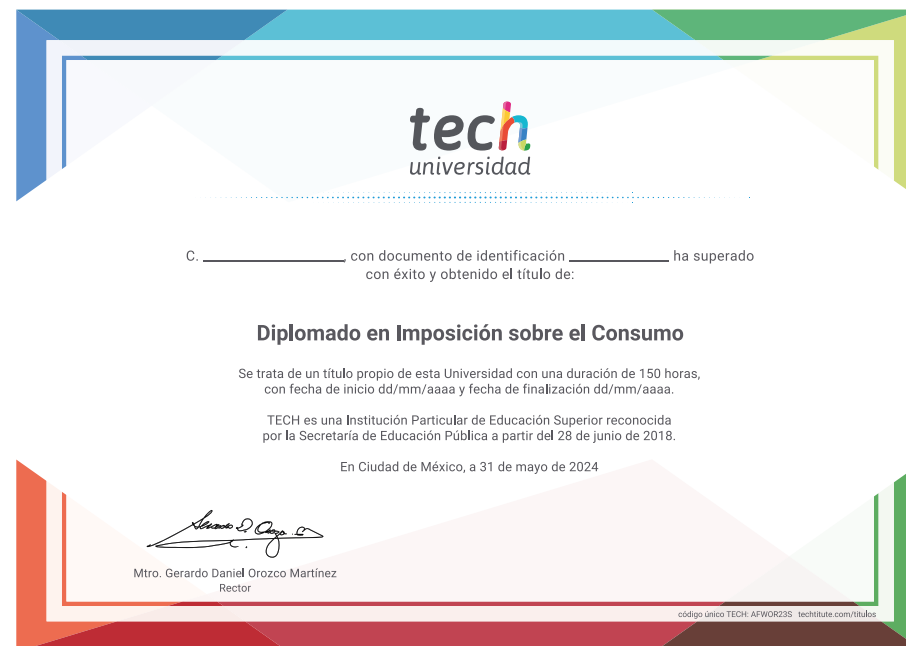 tech
universidad
C. ____________, con documento de identificación ____________ ha superado
con éxito y obtenido el título de:
Diplomado en Imposición sobre el Consumo
Se trata de un título propio de esta Universidad con una duración de 150 horas,
con fecha de inicio dd/mm/aaaa y fecha de finalización dd/mm/aaaa.
TECH es una Institución Particular de Educación Superior reconocida
por la Secretaría de Educación Pública a partir del 28 de junio de 2018.
En Ciudad de México, a 31 de mayo de 2024
Mtro. Gerardo Daniel Orozco Martínez
Rector
código único TECH: AFWOR23S techtitute.com/titulos